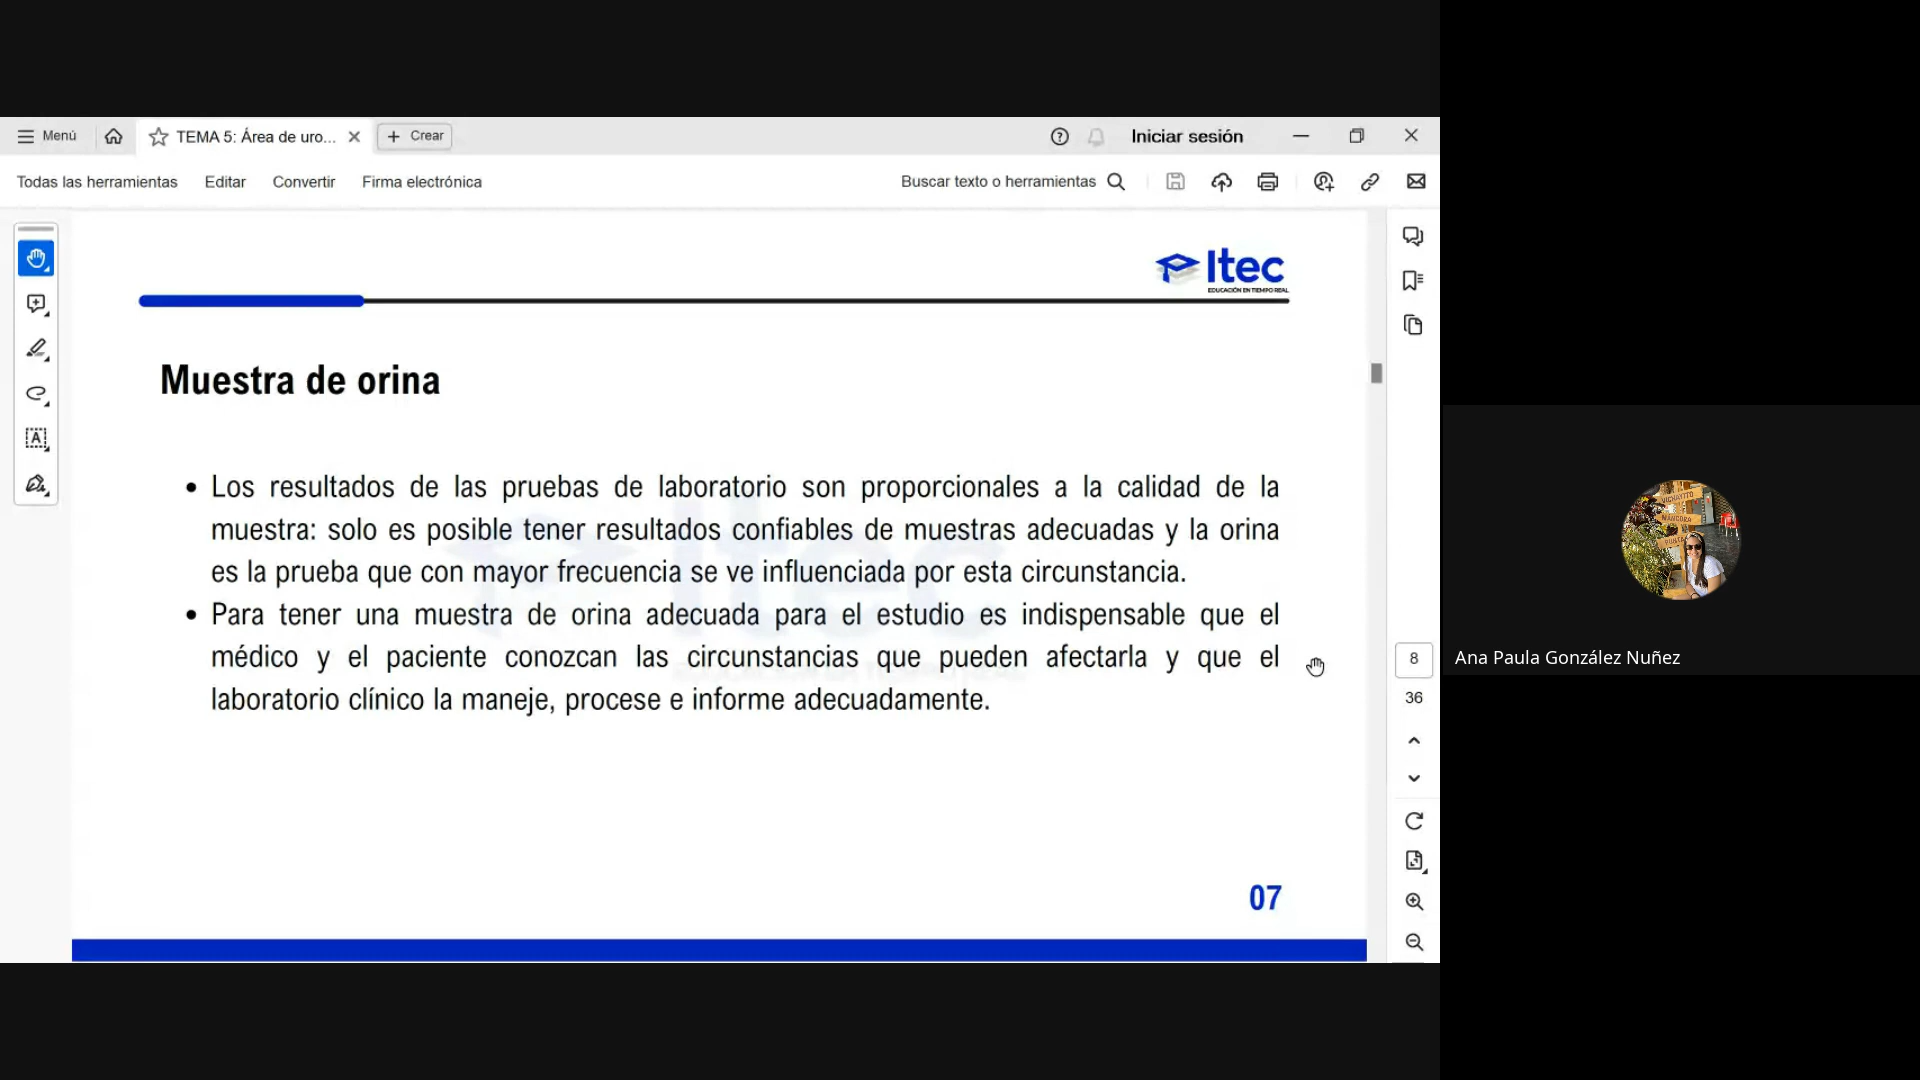 Menú
TEMA 5: Área de uro...
Crear
Iniciar sesión
Todas las herramientas
Editar
Convertir
Firma electrónica
Buscar texto o herramientas
Itec
EDUCACIÓN EN TIEMPO REAL
Muestra de orina
• Los resultados de las pruebas de laboratorio son proporcionales a la calidad de la
muestra: solo es posible tener resultados confiables de muestras adecuadas y la orina
es la prueba que con mayor frecuencia se ve influenciada por esta circunstancia.
• Para tener una muestra de orina adecuada para el estudio es indispensable que el
médico y el paciente conozcan las circunstancias que pueden afectarla y que el
laboratorio clínico la maneje, procese e informe adecuadamente.
07
8
36
Ana Paula González Nuñez